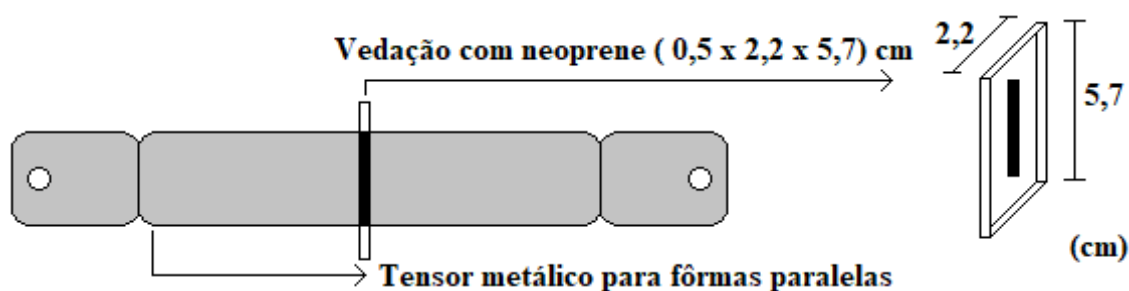 Vedação com neoprene ( 0,5 x 2,2 x 5,7) cm
2,2
5,7
(cm)
Tensor metálico para fôrmas paralelas